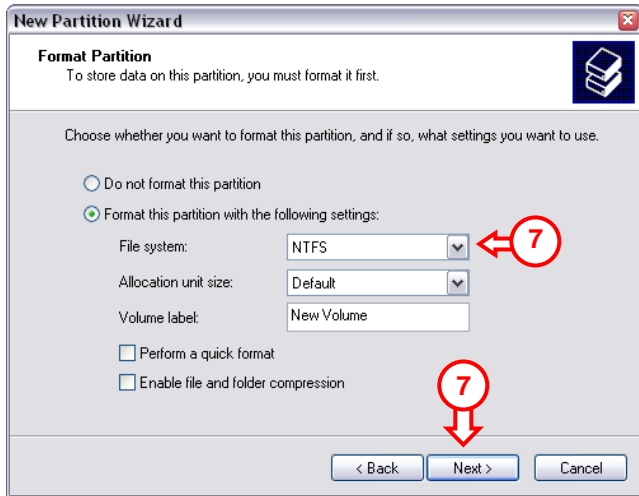 New Partition Wizard
Format Partition
To store data on this partition, you must format it first.
Choose whether you want to format this partition, and if so, what settings you want to use.
Do not format this partition
Format this partition with the following settings:
File system: NTFS 7
Allocation unit size: Default
Volume label: New Volume
Perform a quick format
Enable file and folder compression
7
< Back Next > Cancel